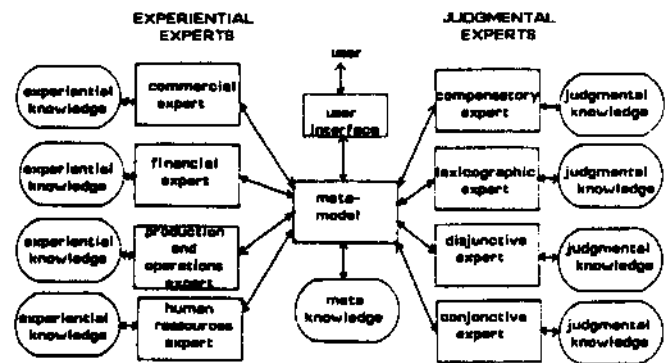 EXPERIENTIAL
EXPERTS
JUDGMENTAL
EXPERTS
user
experiential
knowledge
commercial
expert
user
interface
compensatory
expert
judgmental
knowledge
experiential
knowledge
financial
expert
meta-
model
lexicographic
expert
judgmental
knowledge
experiential
knowledge
production
and
operations
expert
disjunctive
expert
judgmental
knowledge
experiential
knowledge
human
ressources
expert
meta
knowledge
conjunctive
expert
judgmental
knowledge